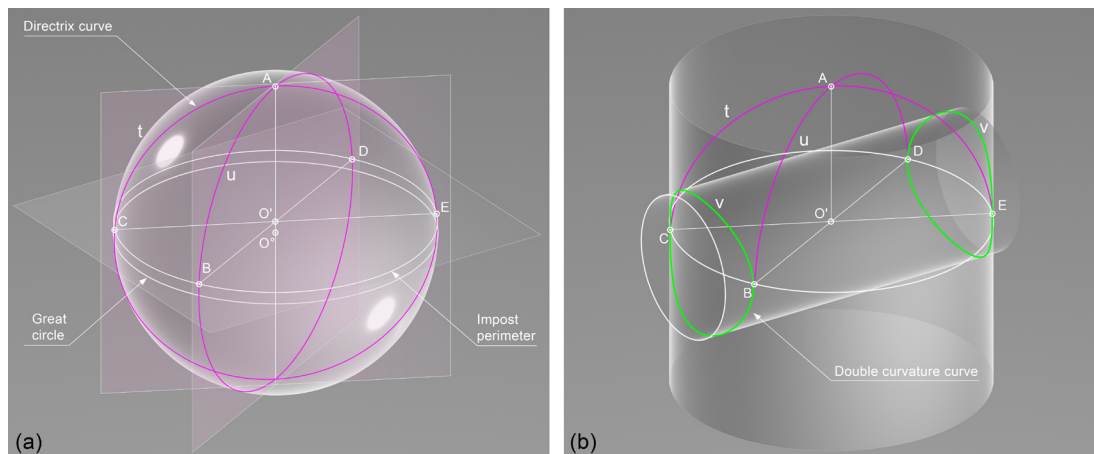 Directrix curve
A
t
D
u
O'
O°
C
E
B
Great
circle
Impost
perimeter
(a)
A
t
v
u
D
v
O'
E
C
B
Double curvature curve
(b)